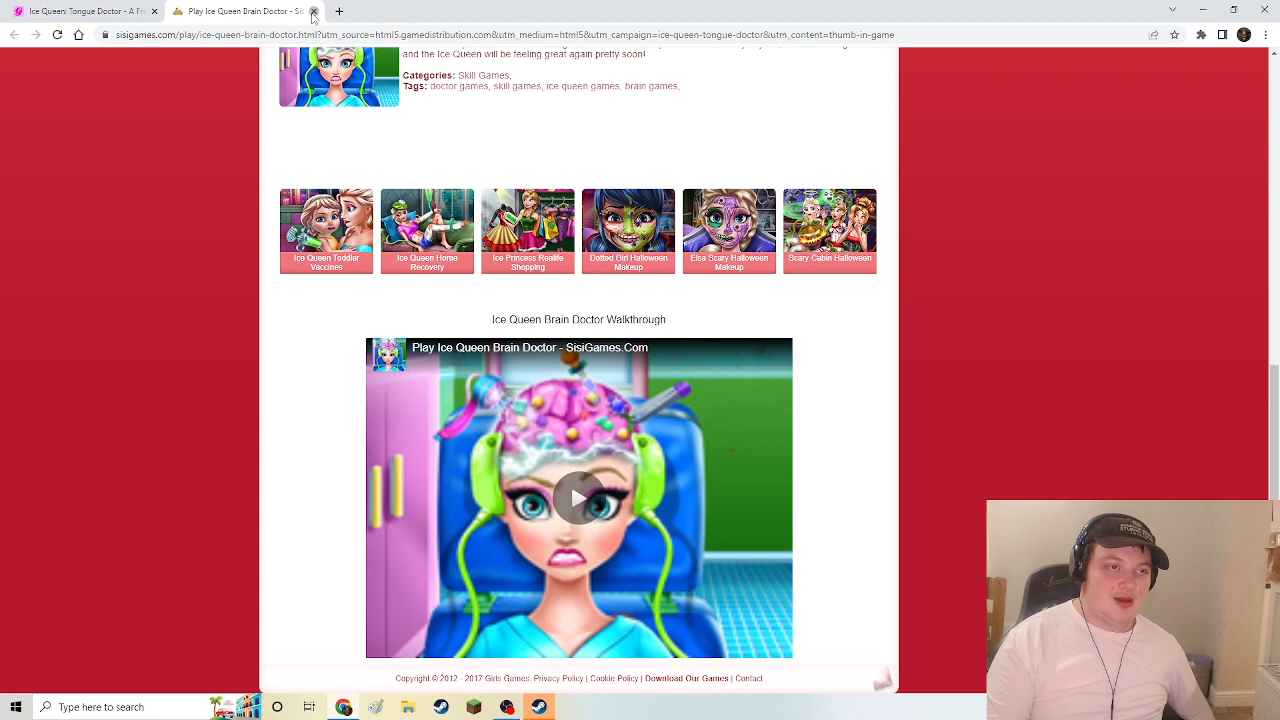 Ice Queen: Tongue Doctor - A Fr
Play Ice Queen Brain Doctor - Sis
sisigames.com/play/ice-queen-brain-doctor.html?utm_source=html5.gamedistribution.com&utm_medium=html5&utm_campaign=ice-queen-tongue-doctor&utm_content=thumb-in-game
and the Ice Queen will be feeling great again pretty soon!
Categories: Skill Games,
Tags: doctor games, skill games, ice queen games, brain games,
Ice Queen Toddler
Vaccines
Ice Queen Home
Recovery
Ice Princess Realife
Shopping
Dotted Girl Halloween
Makeup
Elsa Scary Halloween
Makeup
Scary Cabin Halloween
Ice Queen Brain Doctor Walkthrough
Play Ice Queen Brain Doctor - SisiGames.Com
Copyright © 2012 - 2017 Girls Games. Privacy Policy | Cookie Policy | Download Our Games | Contact
Type here to search